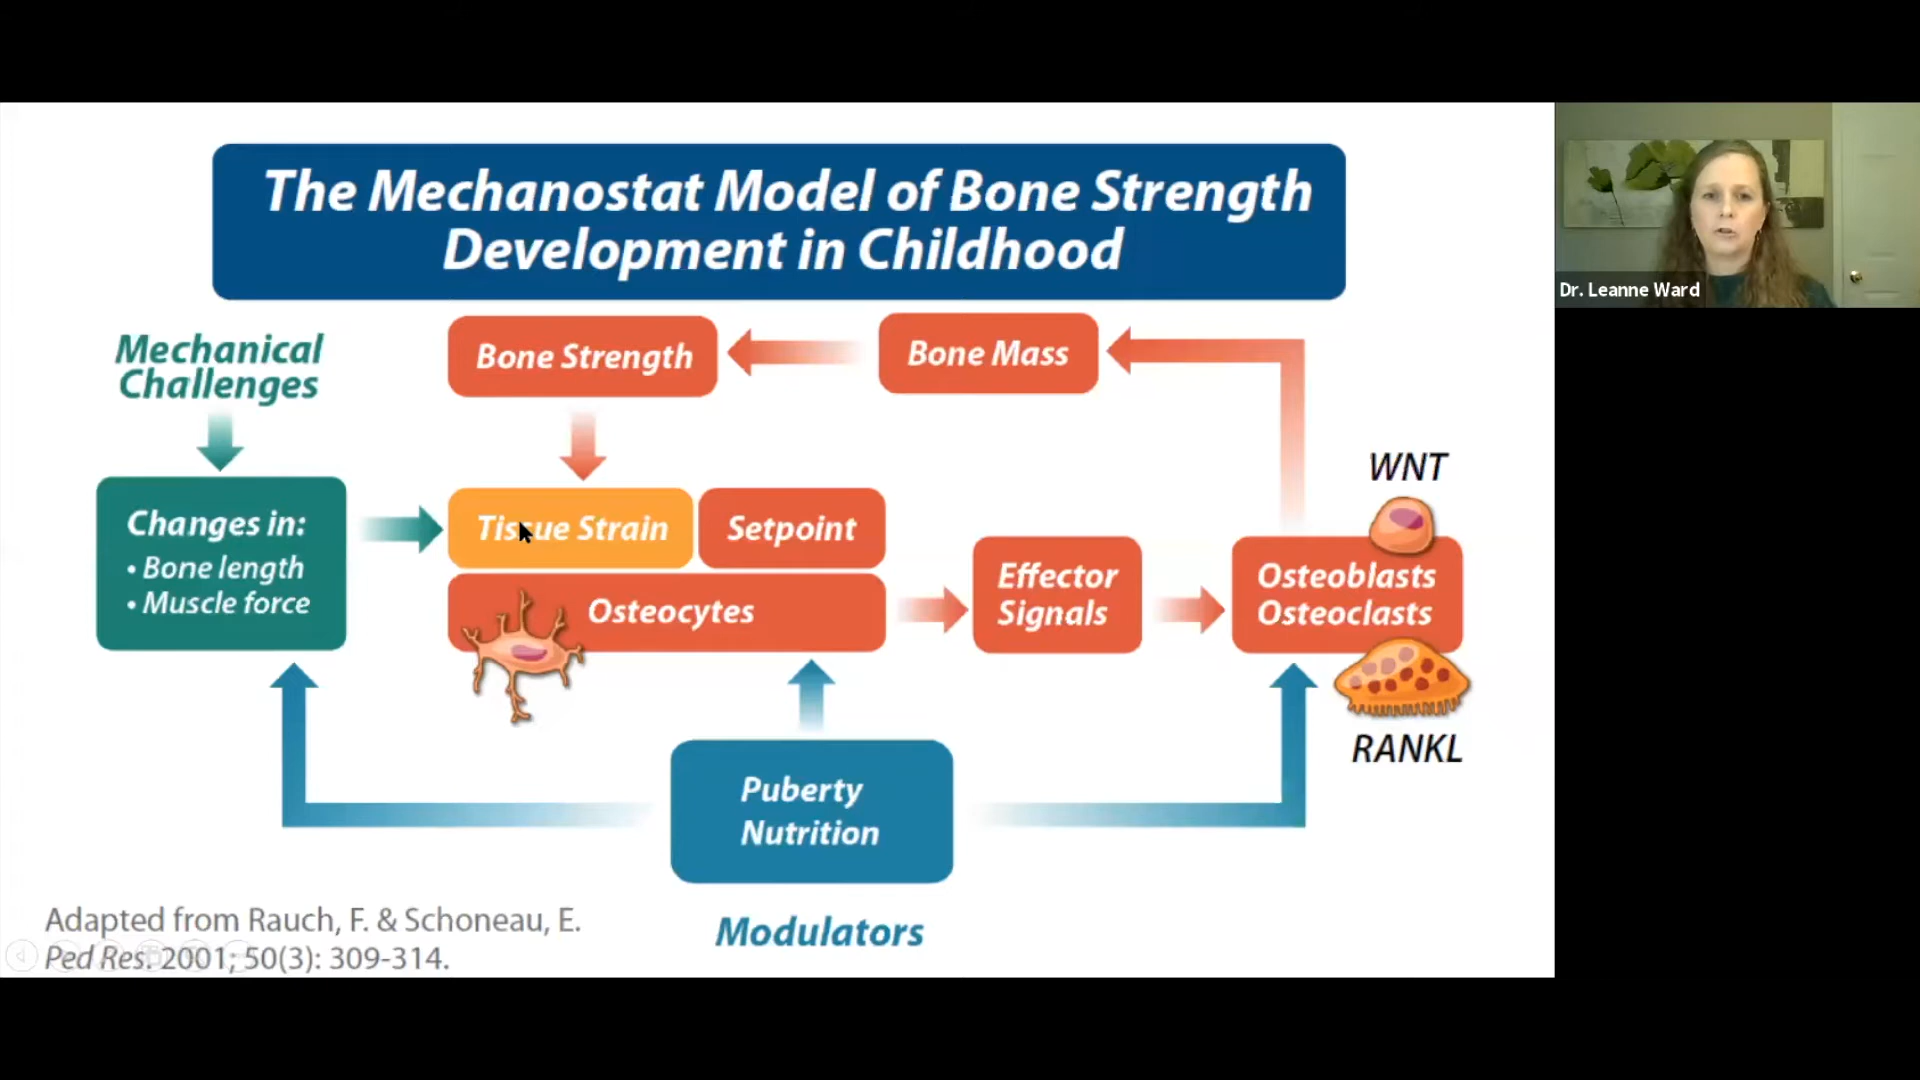 The Mechanostat Model of Bone Strength
Development in Childhood
Mechanical
Challenges
Bone Strength
Bone Mass
Changes in:
• Bone length
• Muscle force
Tissue Strain
Setpoint
Osteocytes
Effector
Signals
WNT
Osteoblasts
Osteoclasts
RANKL
Puberty
Nutrition
Modulators
Adapted from Rauch, F. & Schoneau, E.
Ped Res. 2001; 50(3): 309-314.
Dr. Leanne Ward